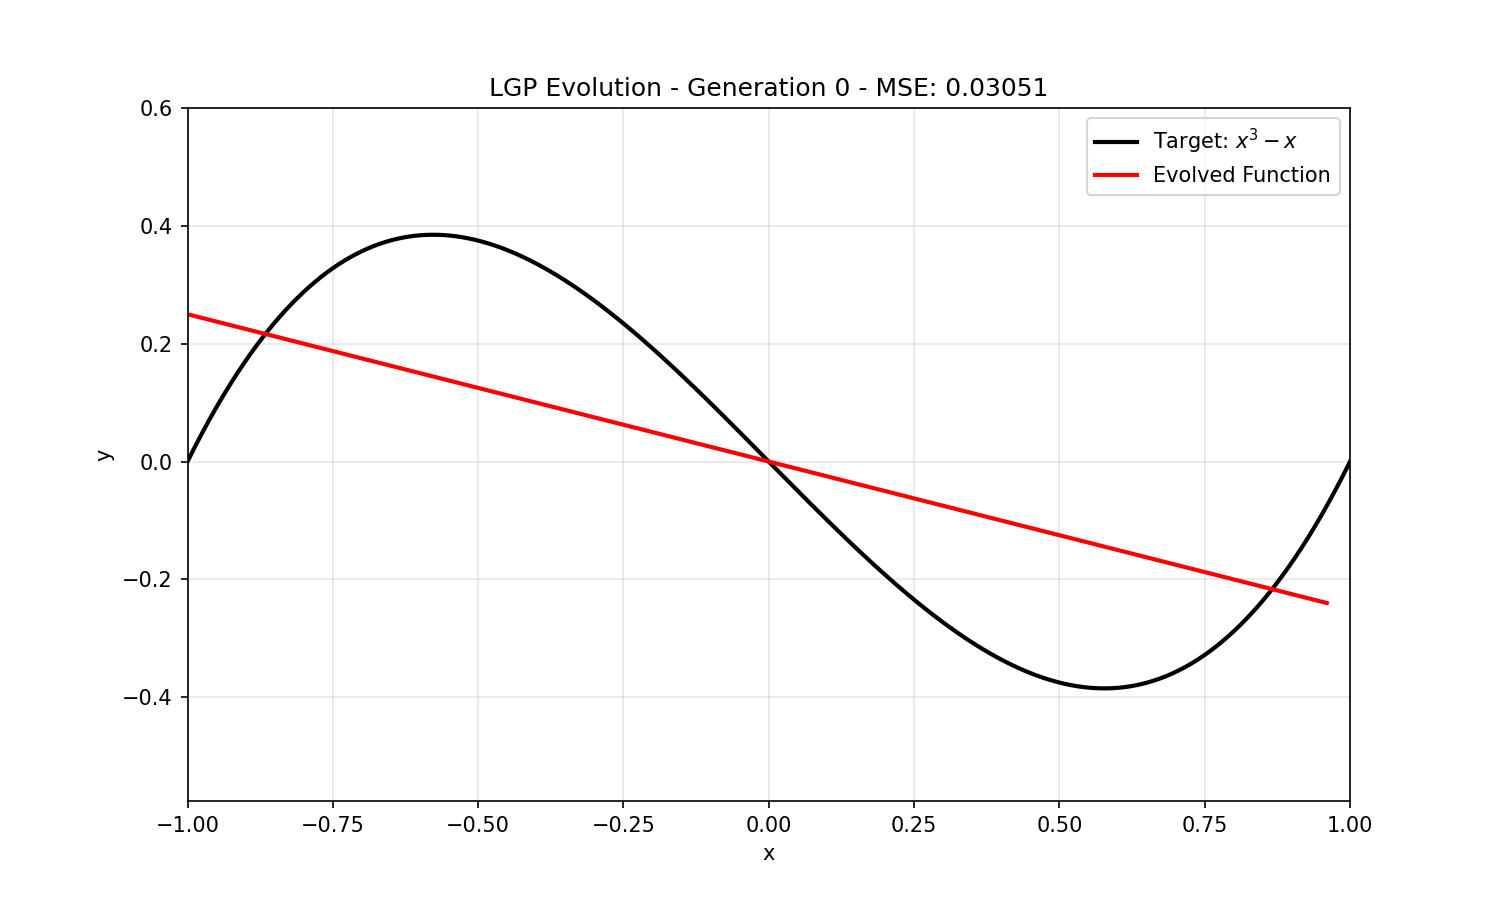 LGP Evolution - Generation 0 - MSE: 0.03051
Target: x³ − x
Evolved Function
0.6
0.4
0.2
0.0
−0.2
−0.4
y
−1.00 −0.75 −0.50 −0.25 0.00 0.25 0.50 0.75 1.00
x